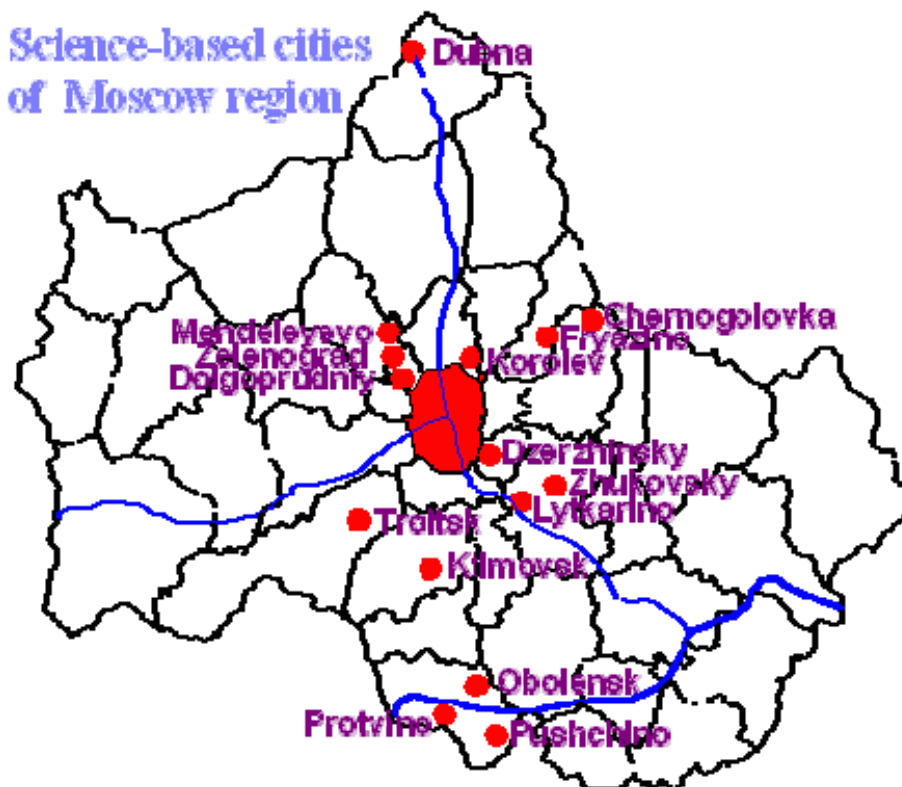 Science-based cities
of Moscow region
Dubna
Chernogolovka
Fryazino
Mendeleyevo
Zelenograd
Korolev
Dolgoprudniy
Dzerzhinsky
Zhukovsky
Lytkarino
Troitsk
Klimovsk
Obolensk
Protvino
Pushchino